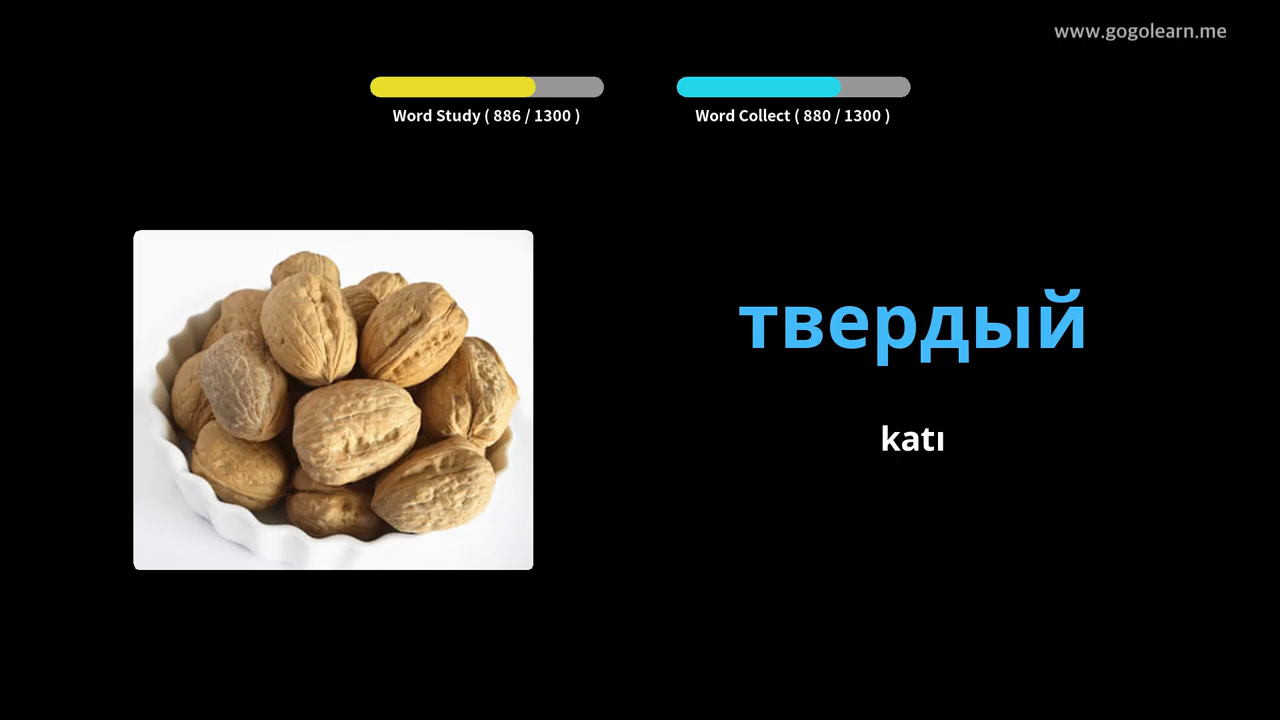 www.gogolearn.me
Word Study ( 886 / 1300 )
Word Collect ( 880 / 1300 )
твердый
katı